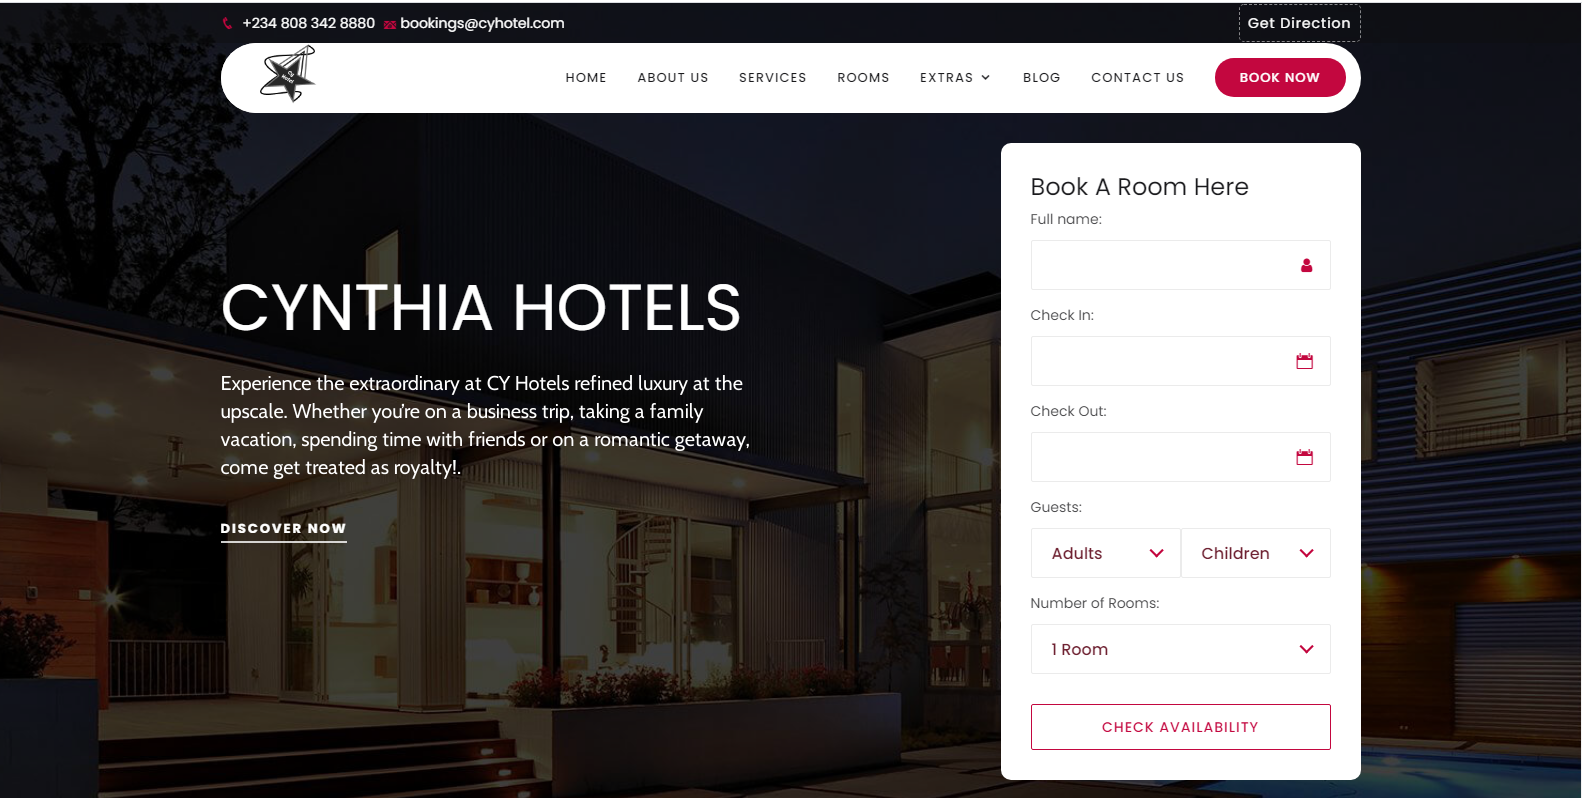 +234 808 342 8880 bookings@cyhotel.com Get Direction
CY
Hotel
HOME ABOUT US SERVICES ROOMS EXTRAS BLOG CONTACT US BOOK NOW
CYNTHIA HOTELS
Experience the extraordinary at CY Hotels refined luxury at the
upscale. Whether you're on a business trip, taking a family
vacation, spending time with friends or on a romantic getaway,
come get treated as royalty!.
DISCOVER NOW
Book A Room Here
Full name:
Check In:
Check Out:
Guests:
Adults Children
Number of Rooms:
1 Room
CHECK AVAILABILITY